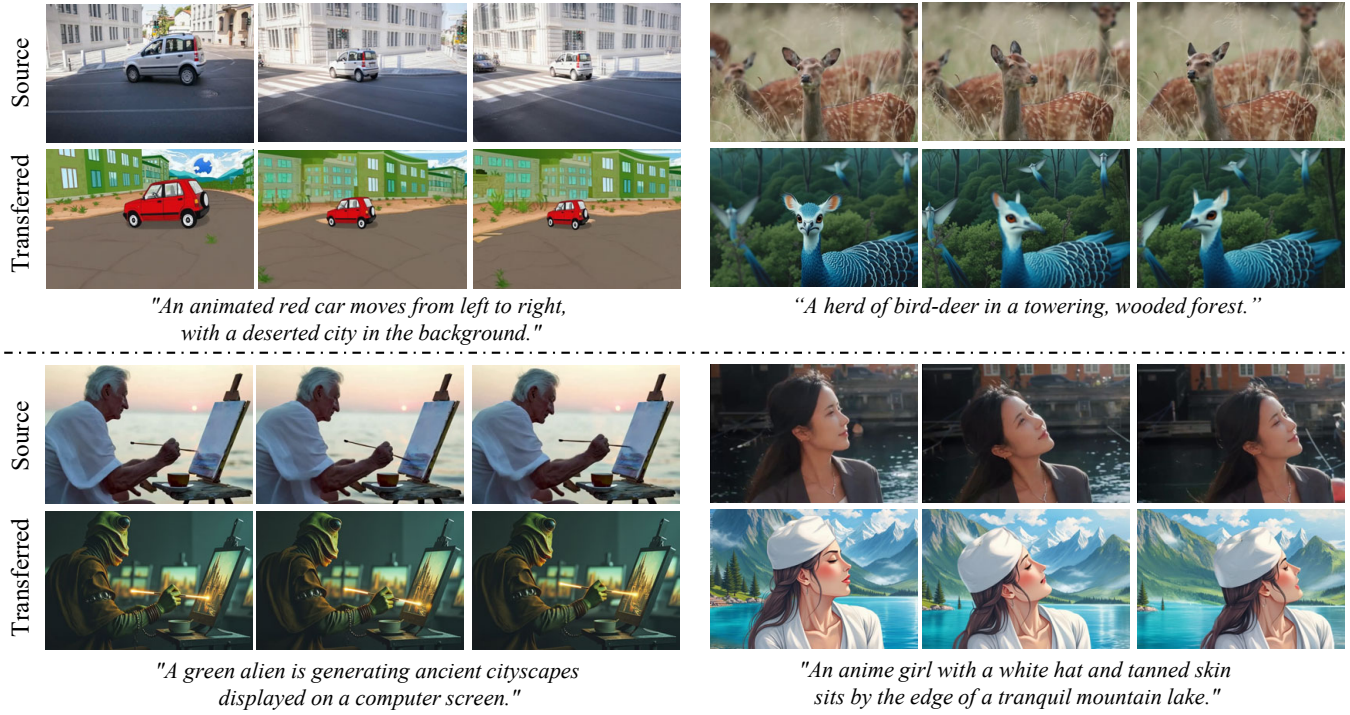 Source
Transferred
"An animated red car moves from left to right,
with a deserted city in the background."
“A herd of bird-deer in a towering, wooded forest.”
Source
Transferred
"A green alien is generating ancient cityscapes
displayed on a computer screen."
"An anime girl with a white hat and tanned skin
sits by the edge of a tranquil mountain lake."